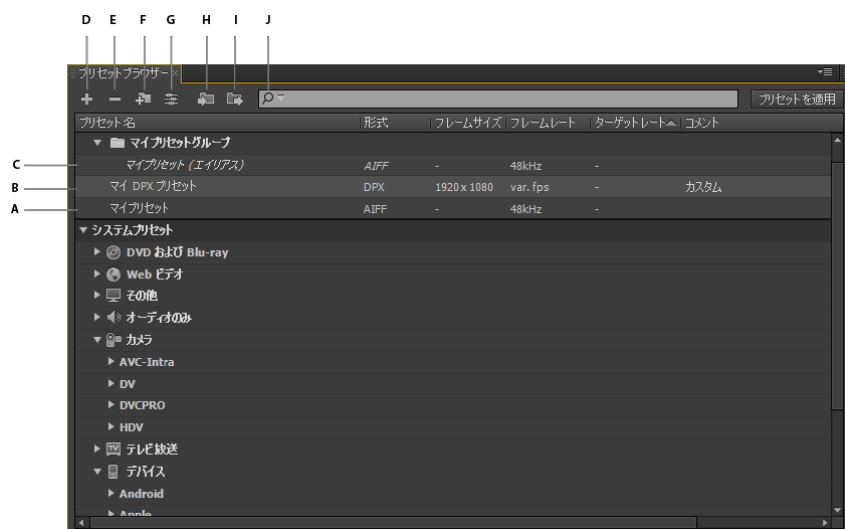 D E F G H I J
プリセットブラウザー ×
プリセットを適用
プリセット名 形式 フレームサイズ フレームレート ターゲットレート コメント
マイプリセットグループ
C マイプリセット (エイリアス) AIFF - 48kHz -
B マイ DPX プリセット DPX 1920 x 1080 var. fps - カスタム
A マイプリセット AIFF - 48kHz -
システムプリセット
DVD および Blu-ray
Web ビデオ
その他
オーディオのみ
カメラ
AVC-Intra
DV
DVCPRO
HDV
TV テレビ放送
デバイス
Android
Apple